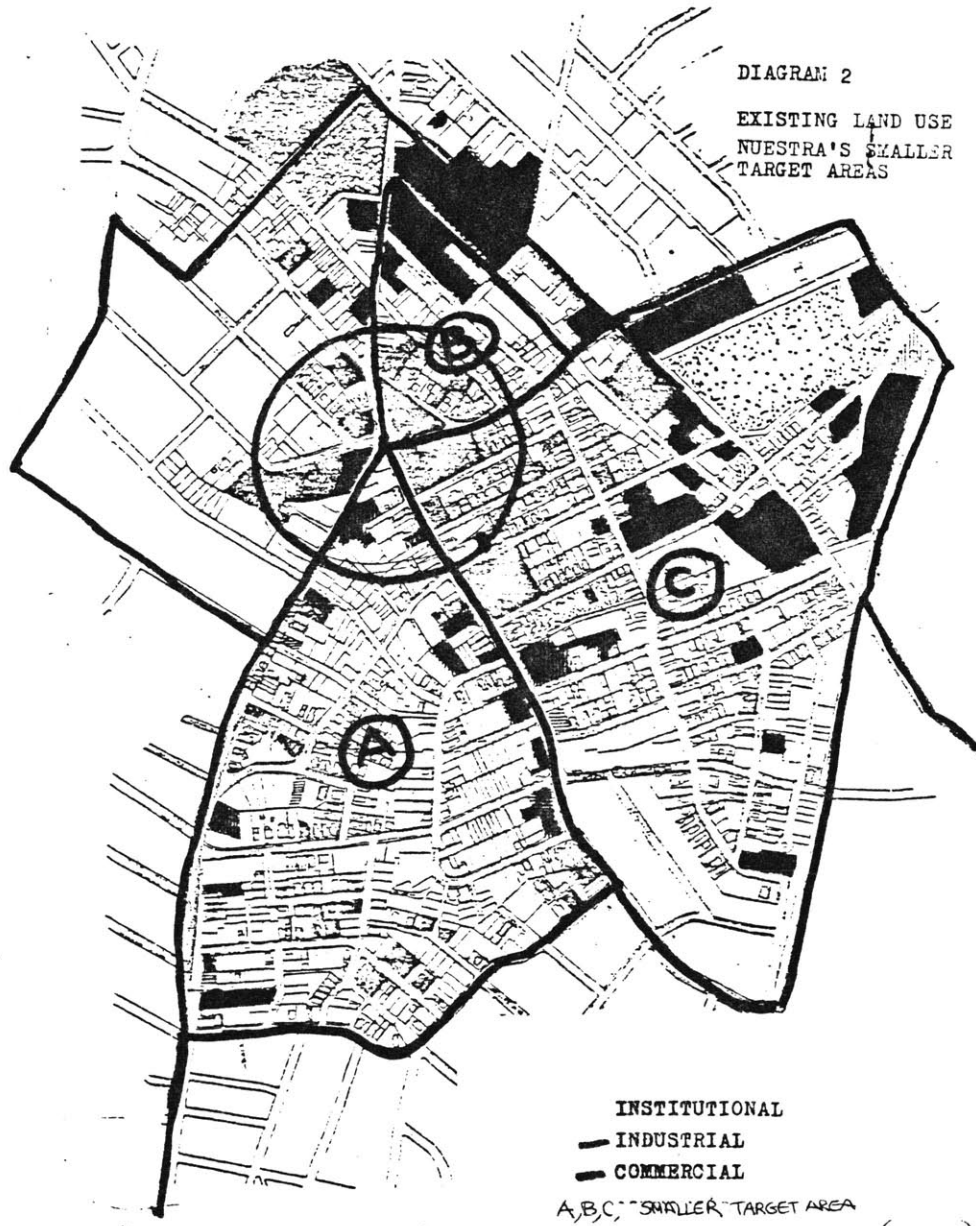 DIAGRAM 2
EXISTING LAND USE
NUESTRA'S SMALLER
TARGET AREAS
B
C
A
INSTITUTIONAL
INDUSTRIAL
COMMERCIAL
A,B,C, "SMALLER" TARGET AREA